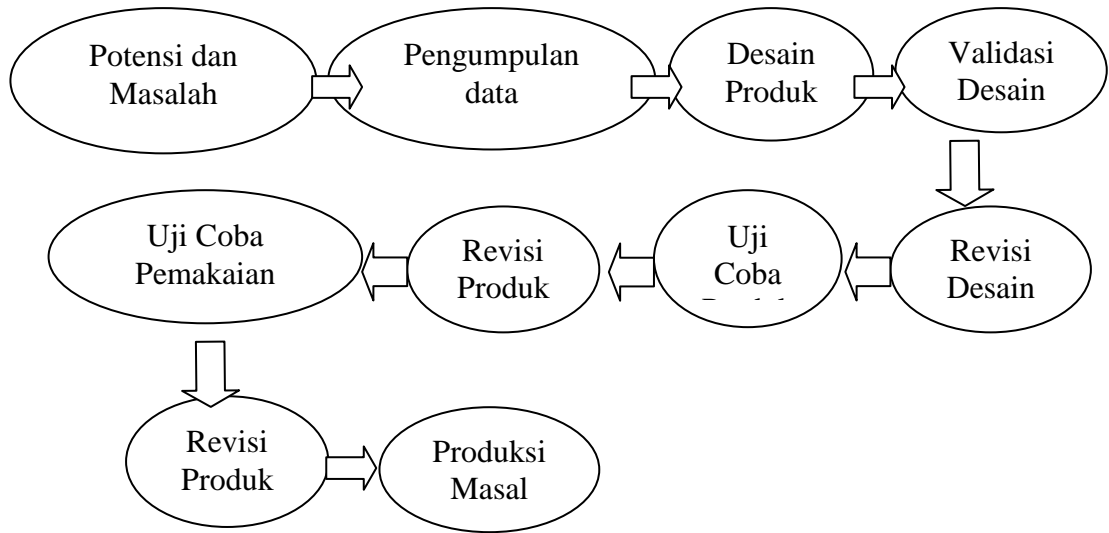 Potensi dan
Masalah
Pengumpulan
data
Desain
Produk
Validasi
Desain
Revisi
Desain
Uji
Coba
Revisi
Produk
Uji Coba
Pemakaian
Revisi
Produk
Produksi
Masal